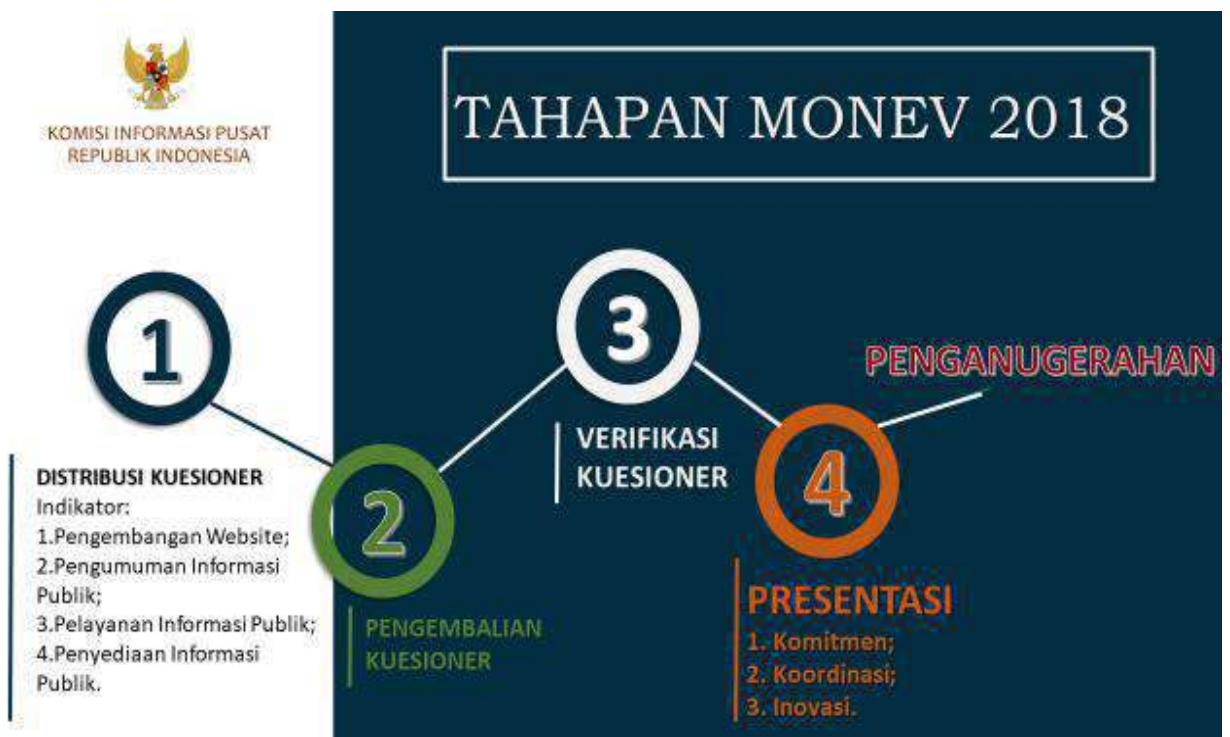 KOMISI INFORMASI PUSAT
REPUBLIK INDONESIA
TAHAPAN MONEV 2018
1
DISTRIBUSI KUESIONER
Indikator:
1.Pengembangan Website;
2.Pengumuman Informasi
Publik;
3.Pelayanan Informasi Publik;
4.Penyediaan Informasi
Publik.
2
PENGEMBALIAN
KUESIONER
3
VERIFIKASI
KUESIONER
4
PRESENTASI
1. Komitmen;
2. Koordinasi;
3. Inovasi.
PENGANUGERAHAN